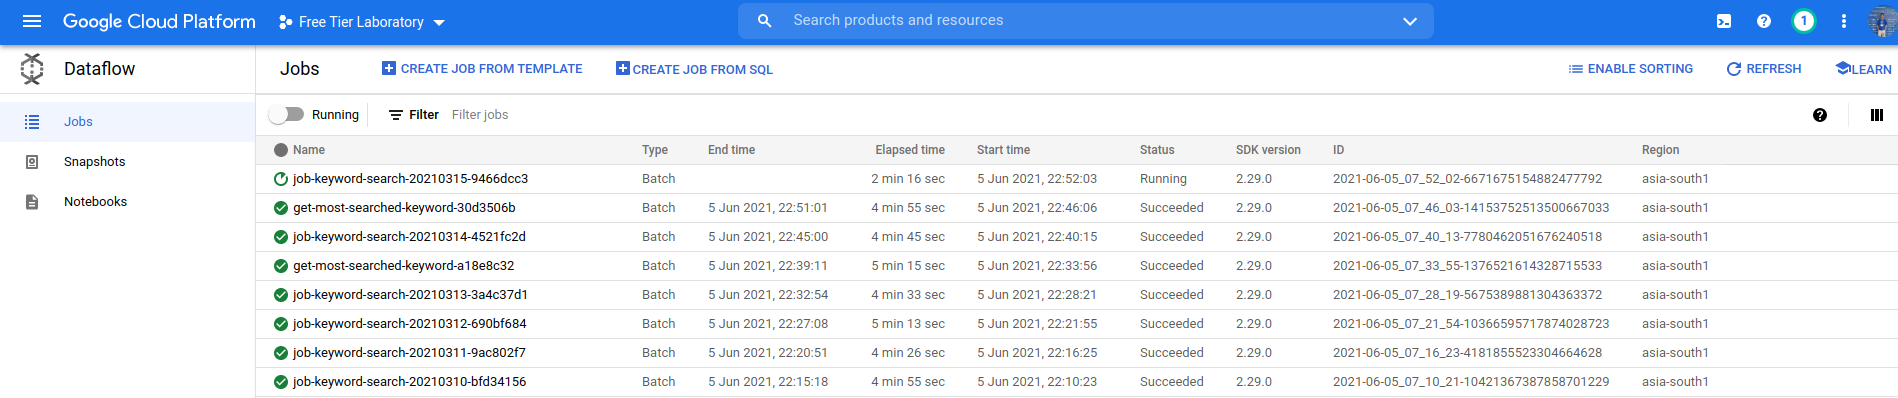 Google Cloud Platform Free Tier Laboratory Search products and resources 1
Dataflow Jobs CREATE JOB FROM TEMPLATE CREATE JOB FROM SQL ENABLE SORTING REFRESH LEARN
Jobs
Snapshots
Notebooks
Running Filter Filter jobs
Name Type End time Elapsed time Start time Status SDK version ID Region
job-keyword-search-20210315-9466dcc3 Batch 2 min 16 sec 5 Jun 2021, 22:52:03 Running 2.29.0 2021-06-05_07_52_02-6671675154882477792 asia-south1
get-most-searched-keyword-30d3506b Batch 5 Jun 2021, 22:51:01 4 min 55 sec 5 Jun 2021, 22:46:06 Succeeded 2.29.0 2021-06-05_07_46_03-14153752513500667033 asia-south1
job-keyword-search-20210314-4521fc2d Batch 5 Jun 2021, 22:45:00 4 min 45 sec 5 Jun 2021, 22:40:15 Succeeded 2.29.0 2021-06-05_07_40_13-7780462051676240518 asia-south1
get-most-searched-keyword-a18e8c32 Batch 5 Jun 2021, 22:39:11 5 min 15 sec 5 Jun 2021, 22:33:56 Succeeded 2.29.0 2021-06-05_07_33_55-1376521614328715533 asia-south1
job-keyword-search-20210313-3a4c37d1 Batch 5 Jun 2021, 22:32:54 4 min 33 sec 5 Jun 2021, 22:28:21 Succeeded 2.29.0 2021-06-05_07_28_19-5675389881304363372 asia-south1
job-keyword-search-20210312-690bf684 Batch 5 Jun 2021, 22:27:08 5 min 13 sec 5 Jun 2021, 22:21:55 Succeeded 2.29.0 2021-06-05_07_21_54-10366595717874028723 asia-south1
job-keyword-search-20210311-9ac802f7 Batch 5 Jun 2021, 22:20:51 4 min 26 sec 5 Jun 2021, 22:16:25 Succeeded 2.29.0 2021-06-05_07_16_23-4181855523304664628 asia-south1
job-keyword-search-20210310-bfd34156 Batch 5 Jun 2021, 22:15:18 4 min 55 sec 5 Jun 2021, 22:10:23 Succeeded 2.29.0 2021-06-05_07_10_21-10421367387858701229 asia-south1